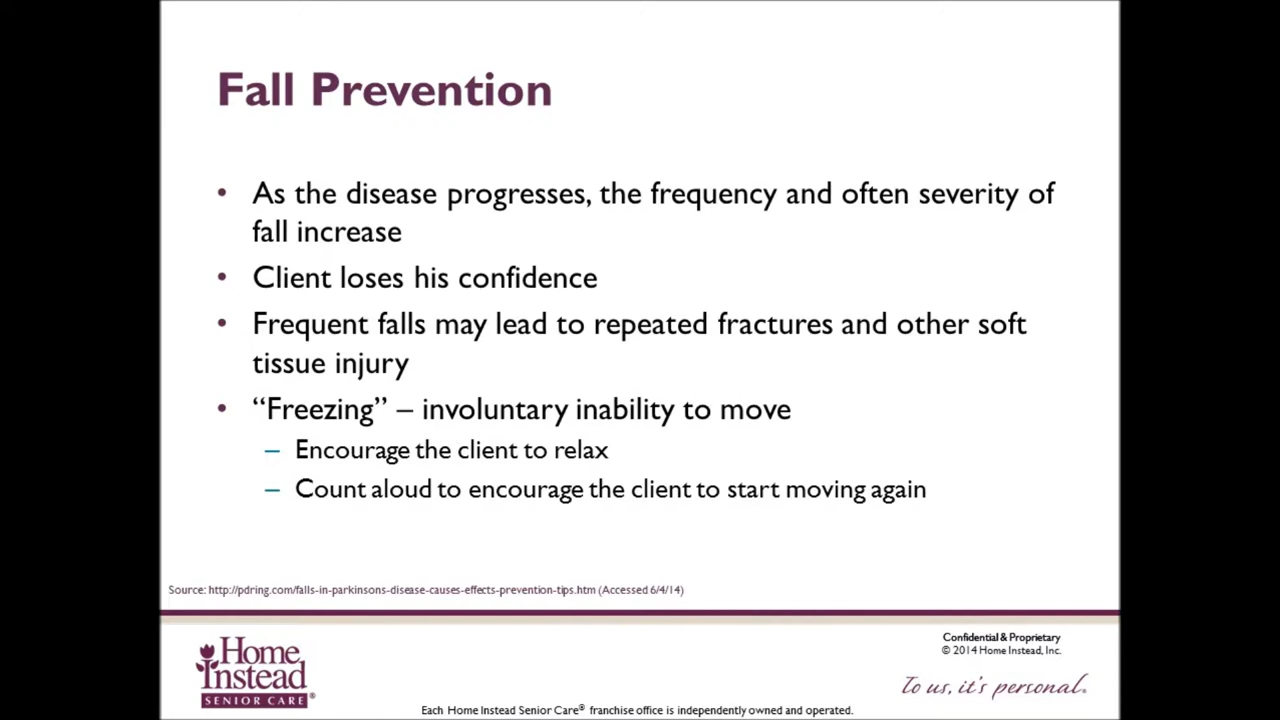 Fall Prevention
• As the disease progresses, the frequency and often severity of
fall increase
• Client loses his confidence
• Frequent falls may lead to repeated fractures and other soft
tissue injury
• “Freezing” – involuntary inability to move
– Encourage the client to relax
– Count aloud to encourage the client to start moving again
Source: http://pdring.com/falls-in-parkinsons-disease-causes-effects-prevention-tips.htm (Accessed 6/4/14)
Confidential & Proprietary
© 2014 Home Instead, Inc.
Home
Instead
SENIOR CARE®
To us, it's personal.
Each Home Instead Senior Care® franchise office is independently owned and operated.